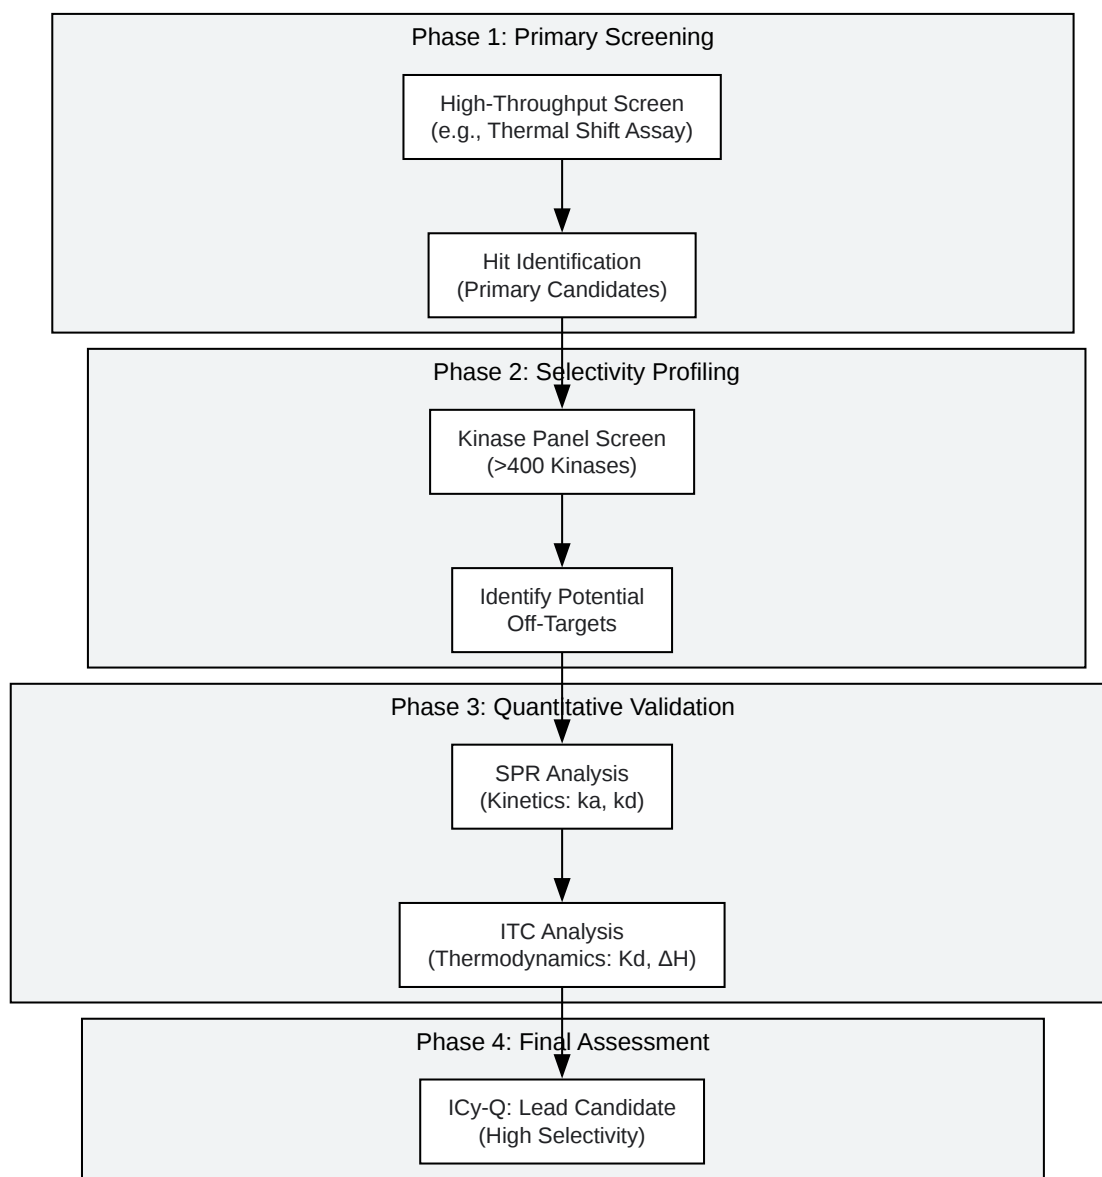 Phase 1: Primary Screening
High-Throughput Screen
(e.g., Thermal Shift Assay)
Hit Identification
(Primary Candidates)
Phase 2: Selectivity Profiling
Kinase Panel Screen
(>400 Kinases)
Identify Potential
Off-Targets
Phase 3: Quantitative Validation
SPR Analysis
(Kinetics: ka, kd)
ITC Analysis
(Thermodynamics: Kd, ΔH)
Phase 4: Final Assessment
ICy-Q: Lead Candidate
(High Selectivity)